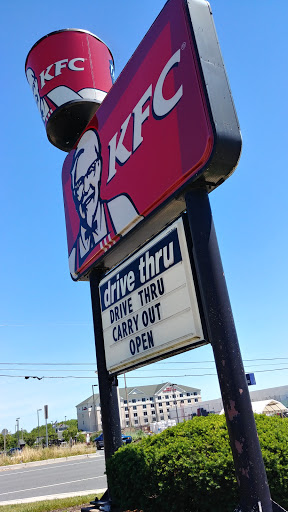 KFC
KFC
drive thru
DRIVE THRU
CARRY OUT
OPEN